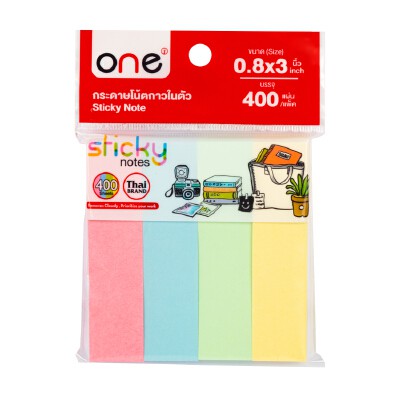 one
ขนาด (Size)
0.8x3 นิ้ว inch
บรรจุ
400 แผ่น /แพ็ค
กระดาษโน้ตกาวในตัว
Sticky Note
sticky
notes
400
Sheets
Thai
BRAND